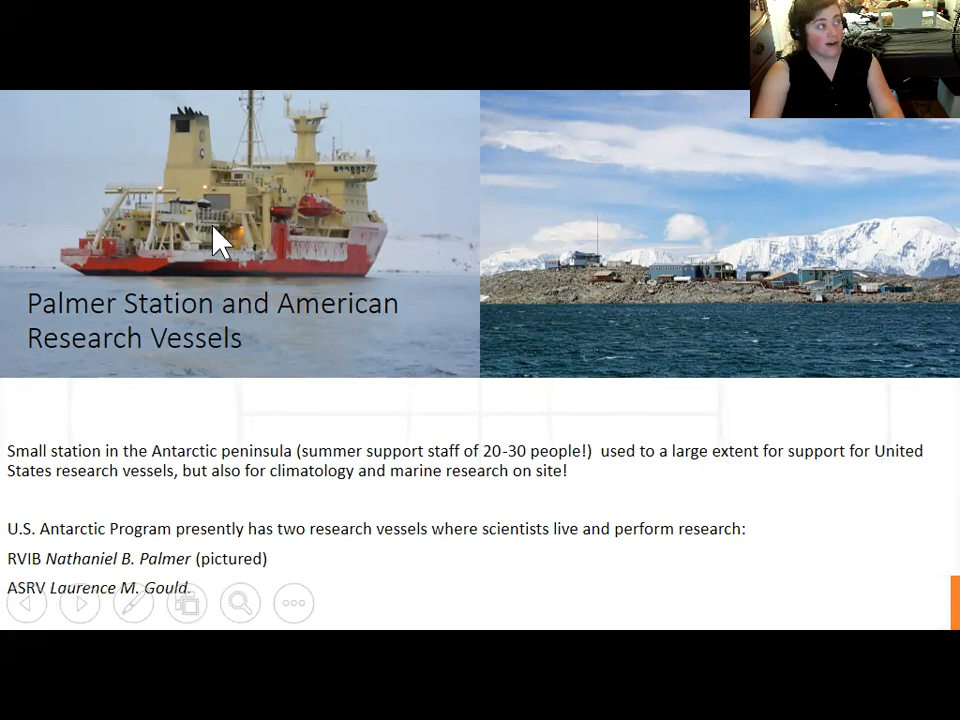 Palmer Station and American
Research Vessels
Small station in the Antarctic peninsula (summer support staff of 20-30 people!)  used to a large extent for support for United
States research vessels, but also for climatology and marine research on site!
U.S. Antarctic Program presently has two research vessels where scientists live and perform research:
RVIB Nathaniel B. Palmer (pictured)
ASRV Laurence M. Gould.